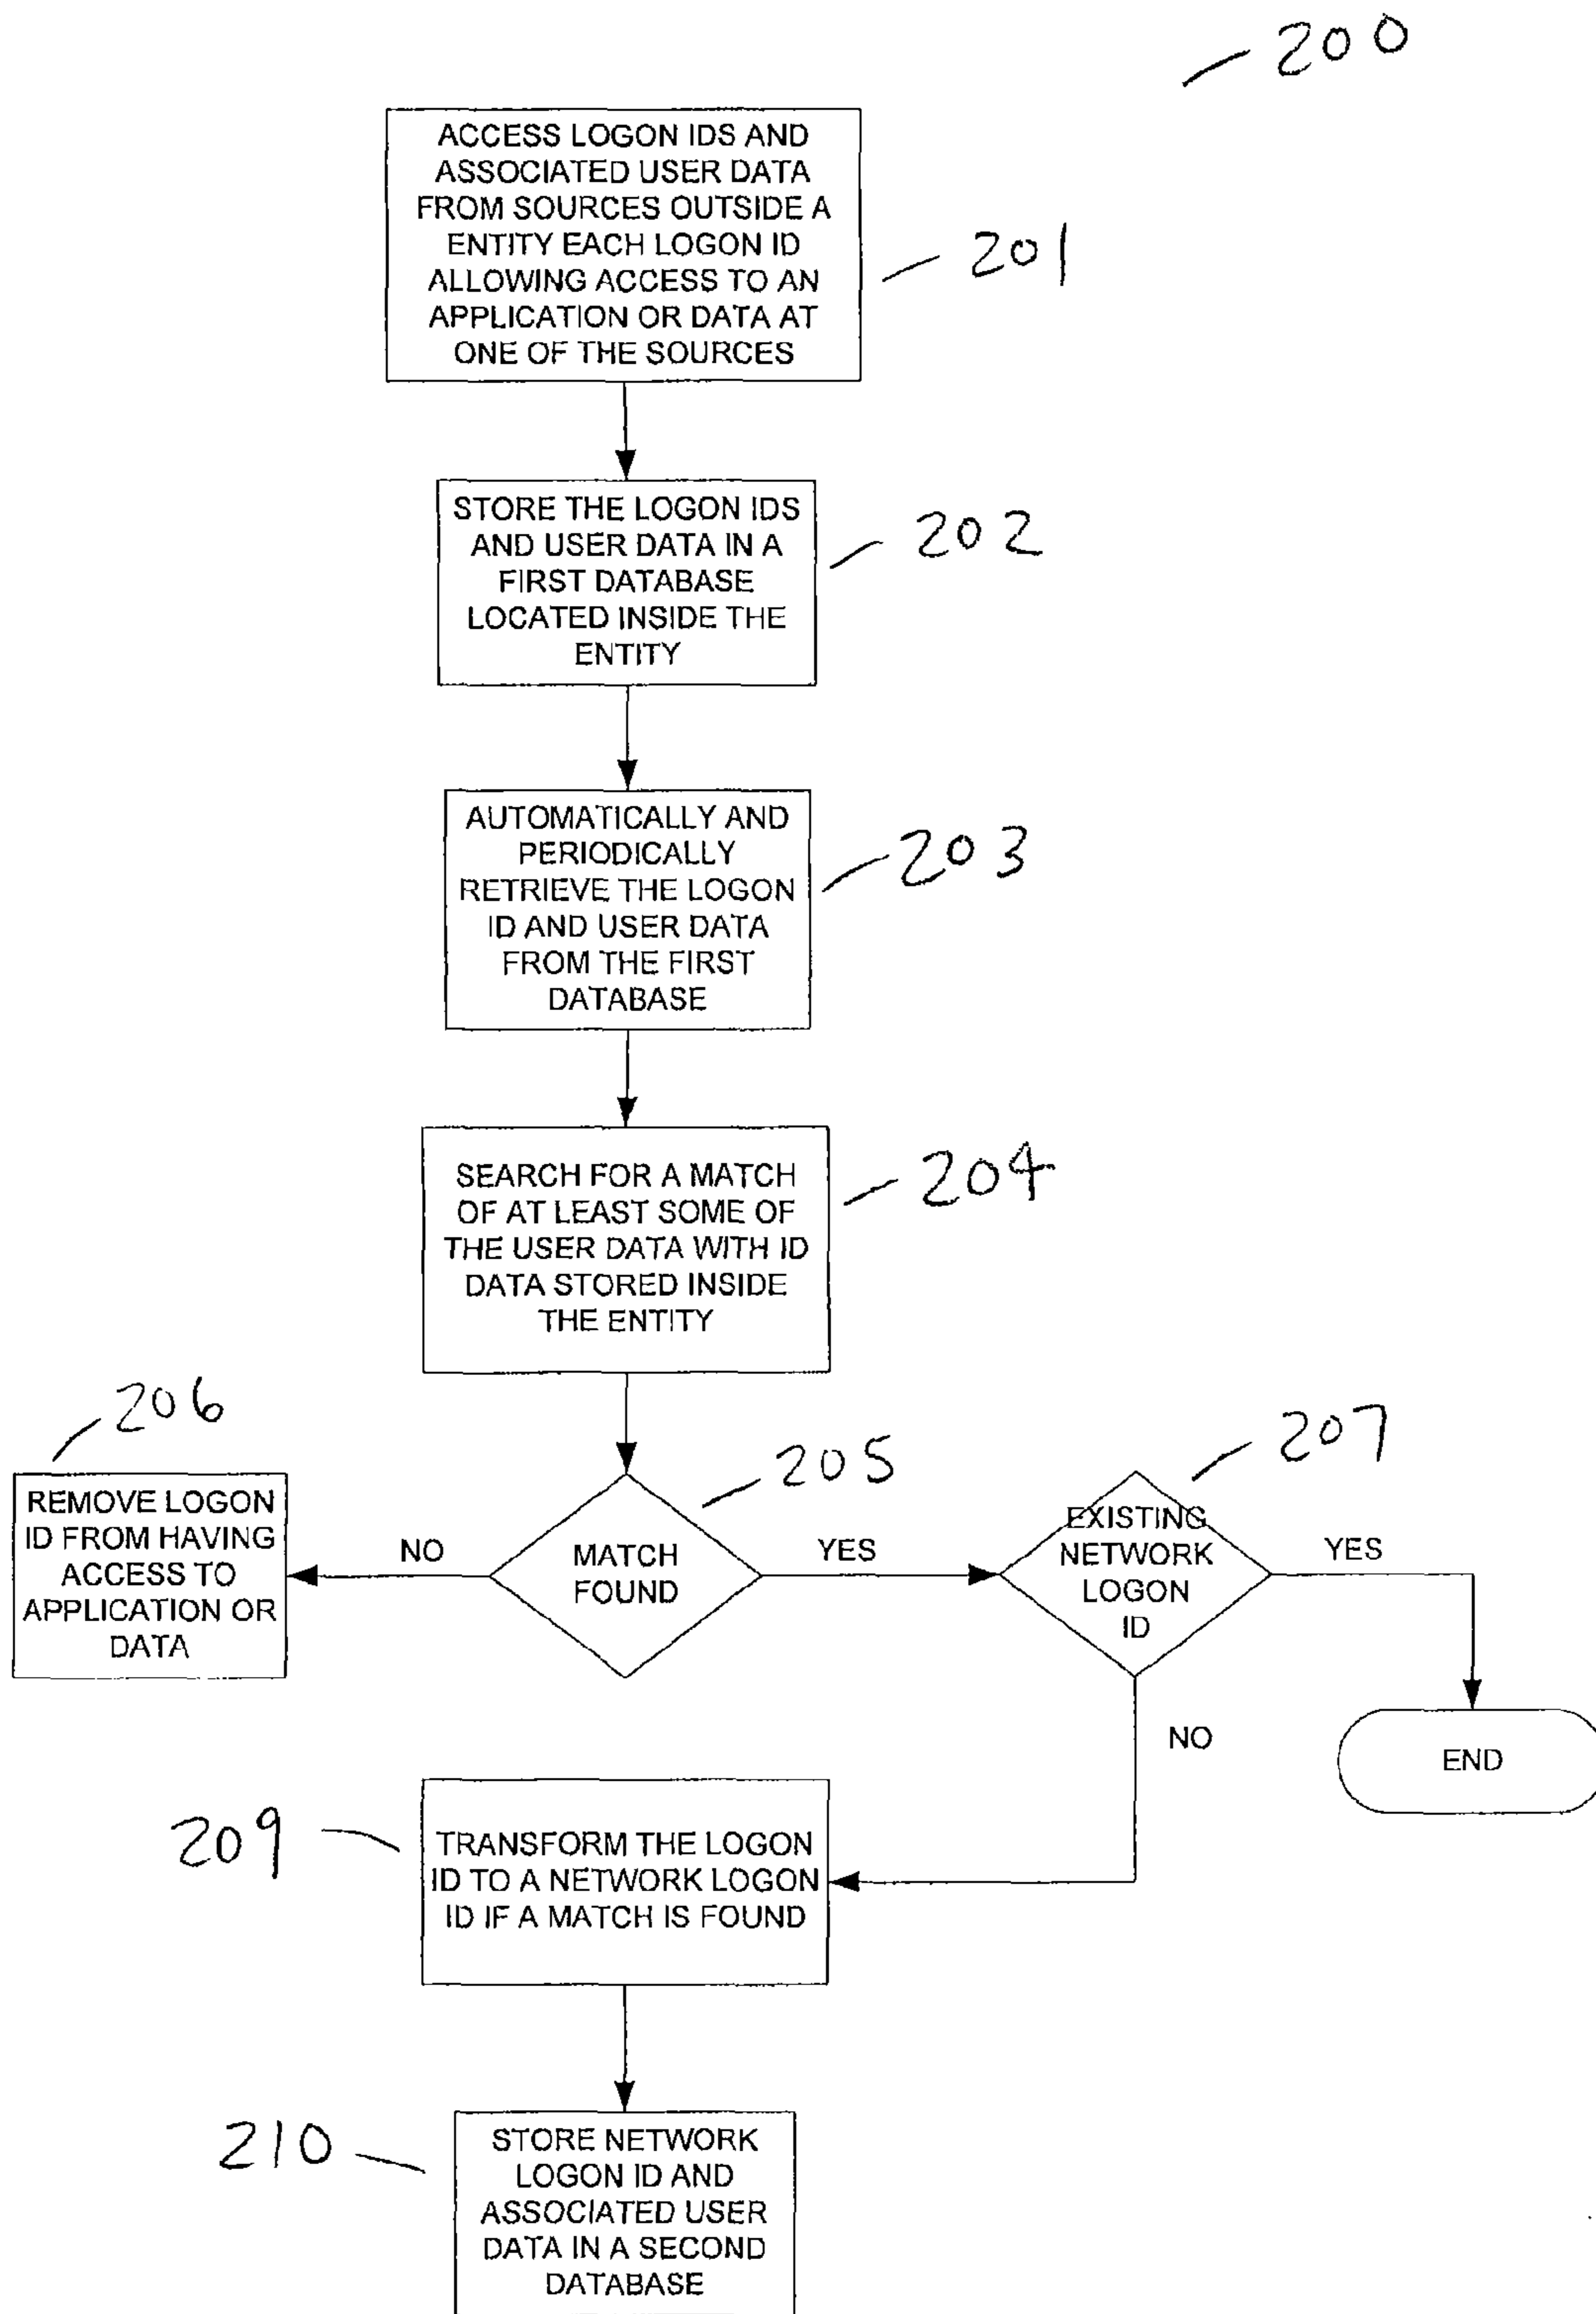 200
ACCESS LOGON IDS AND
ASSOCIATED USER DATA
FROM SOURCES OUTSIDE A
ENTITY EACH LOGON ID
ALLOWING ACCESS TO AN
APPLICATION OR DATA AT
ONE OF THE SOURCES
201
STORE THE LOGON IDS
AND USER DATA IN A
FIRST DATABASE
LOCATED INSIDE THE
ENTITY
202
AUTOMATICALLY AND
PERIODICALLY
RETRIEVE THE LOGON
ID AND USER DATA
FROM THE FIRST
DATABASE
203
SEARCH FOR A MATCH
OF AT LEAST SOME OF
THE USER DATA WITH ID
DATA STORED INSIDE
THE ENTITY
204
206
REMOVE LOGON
ID FROM HAVING
ACCESS TO
APPLICATION OR
DATA
NO
205
MATCH
FOUND
YES
207
EXISTING
NETWORK
LOGON
ID
YES
END
NO
209
TRANSFORM THE LOGON
ID TO A NETWORK LOGON
ID IF A MATCH IS FOUND
210
STORE NETWORK
LOGON ID AND
ASSOCIATED USER
DATA IN A SECOND
DATABASE